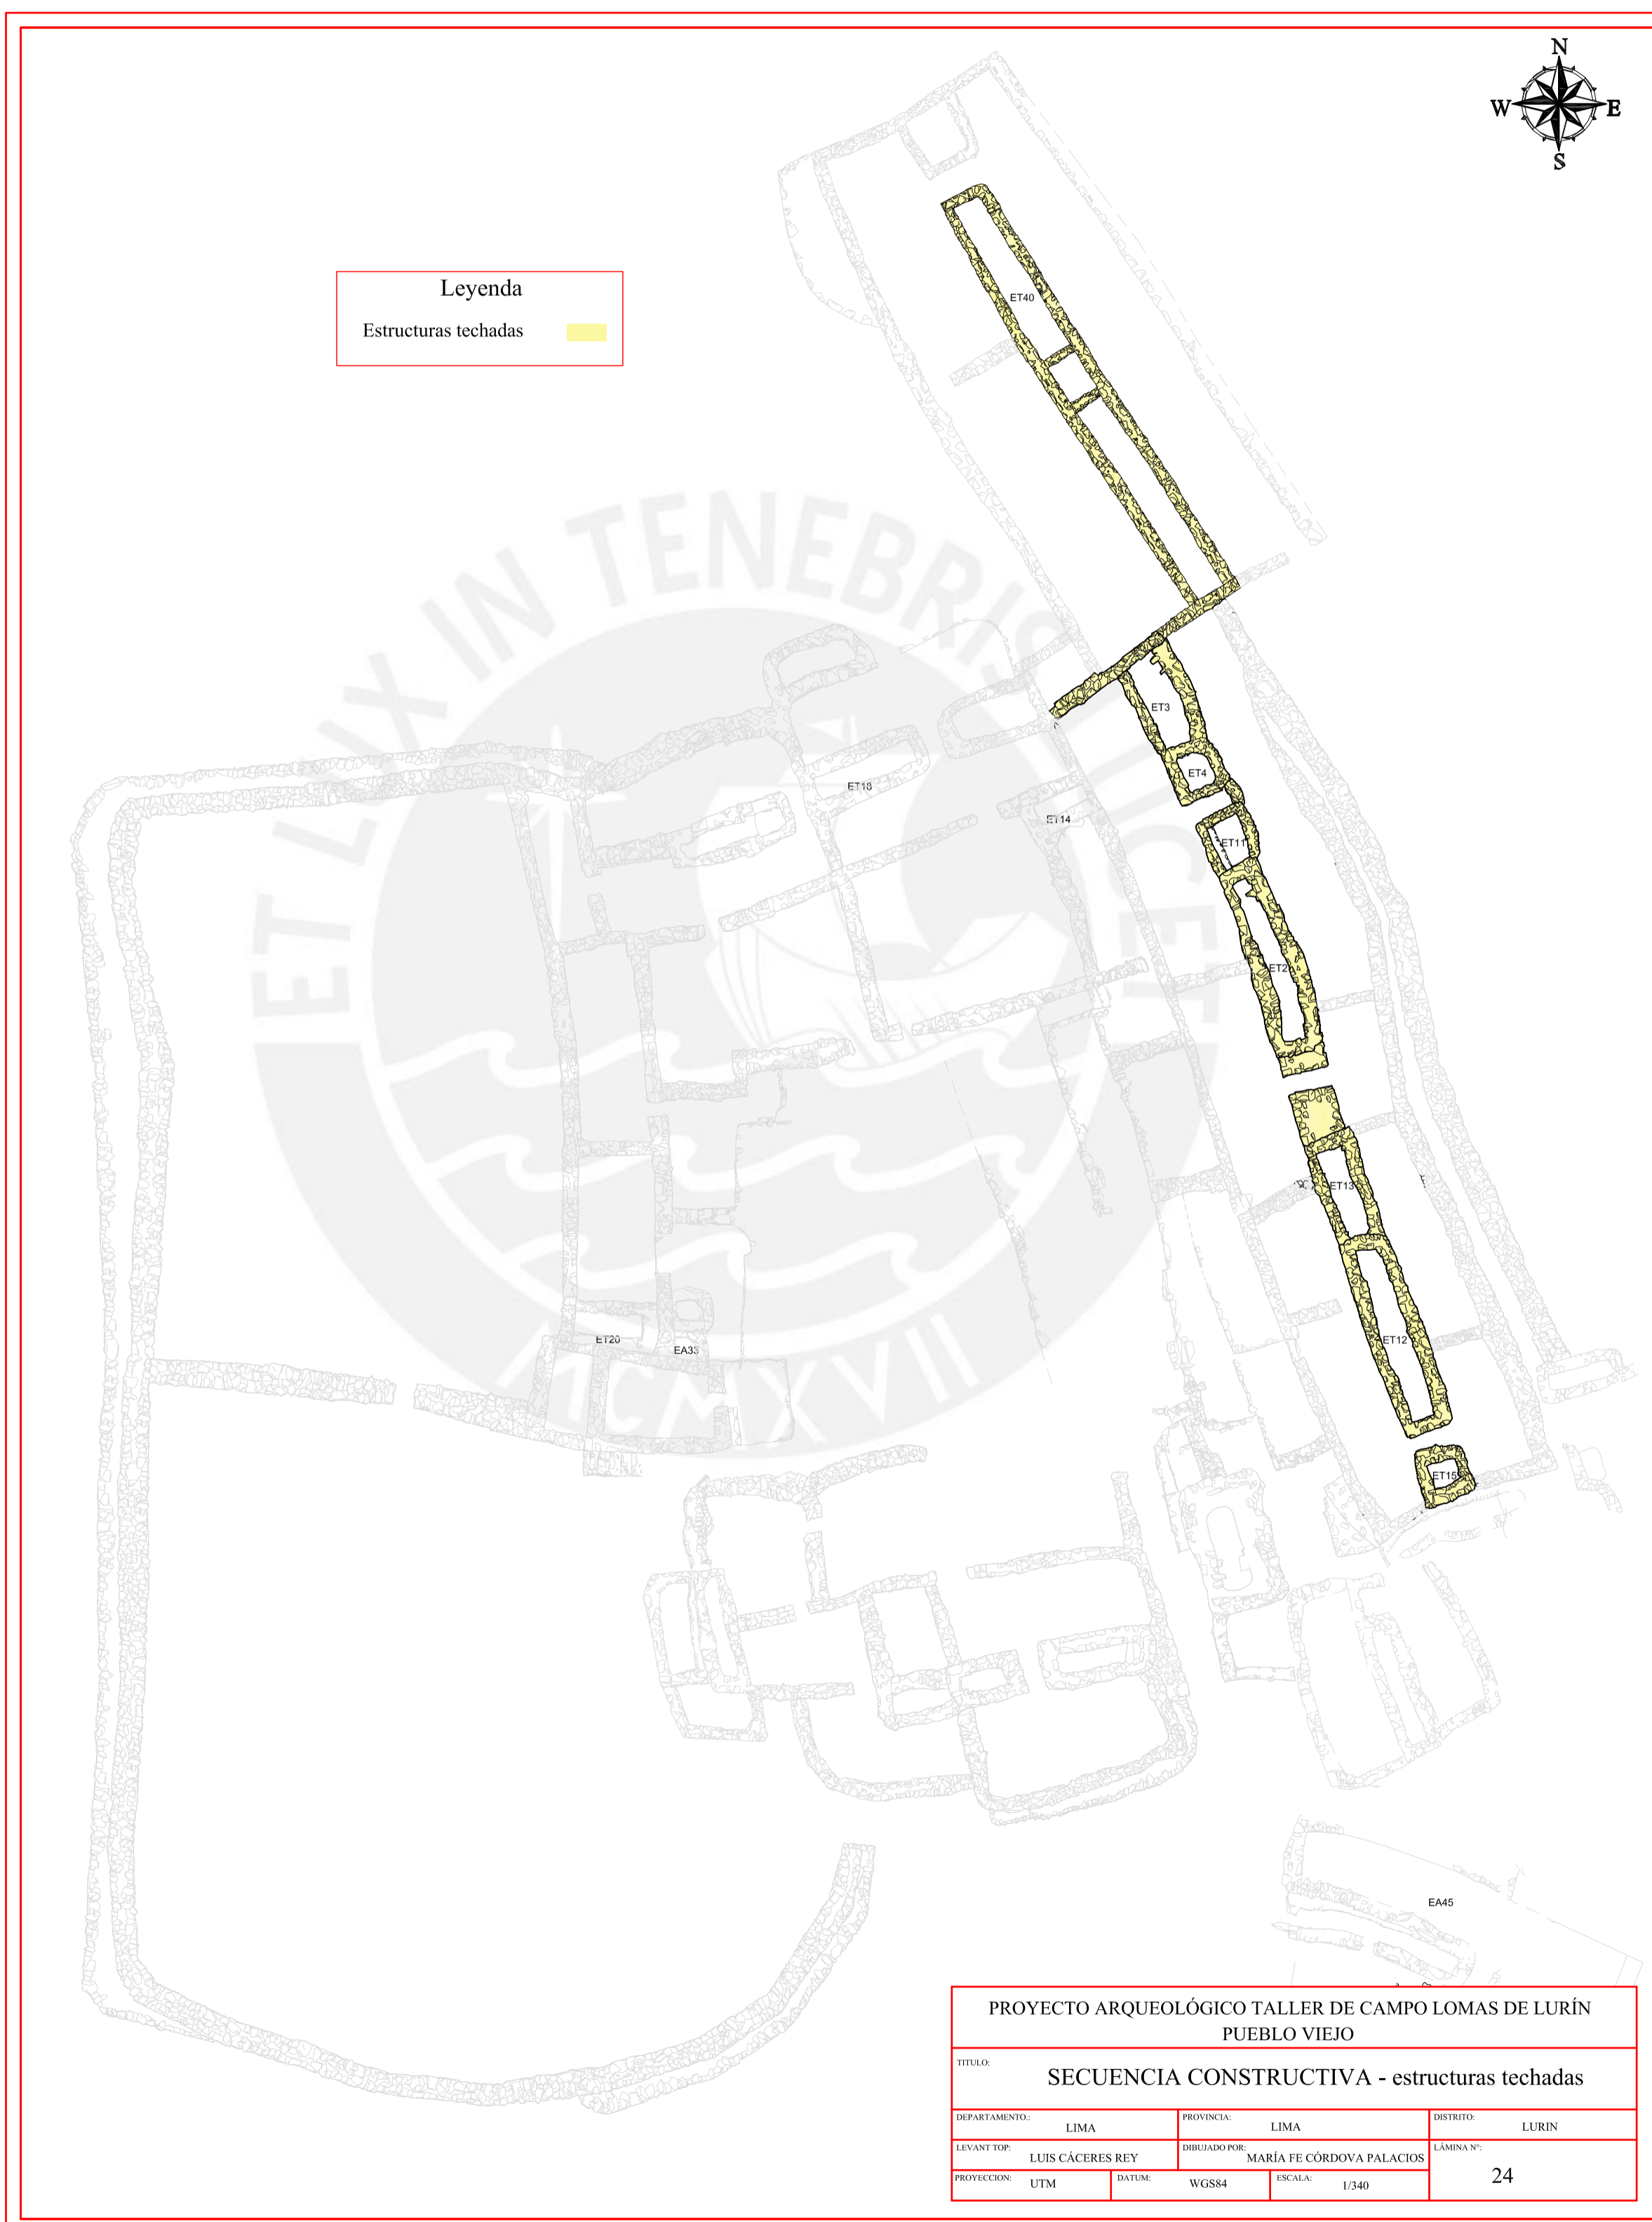 N
W E
S
Leyenda
Estructuras techadas
ET40
ET3
ET4
ET18
ET14
ET11
ET2
ET13
ET20
EA33
ET12
ET15
EA45
ET LUX IN TENEBRIS LUCET
MCMXVII
PROYECTO ARQUEOLÓGICO TALLER DE CAMPO LOMAS DE LURÍN
PUEBLO VIEJO
TITULO: SECUENCIA CONSTRUCTIVA - estructuras techadas
DEPARTAMENTO.: LIMA PROVINCIA: LIMA DISTRITO: LURIN
LEVANT TOP: LUIS CÁCERES REY DIBUJADO POR: MARÍA FE CÓRDOVA PALACIOS LÁMINA N°:
24
PROYECCION: UTM DATUM: WGS84 ESCALA: 1/340